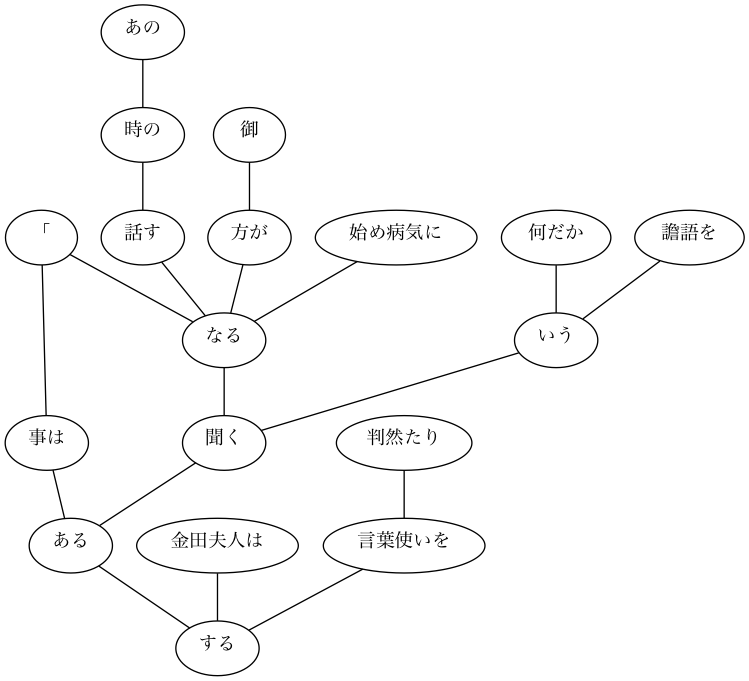 あの
時の
御
「
話す
方が
始め病気に
何だか
譫語を
なる
いう
事は
聞く
判然たり
ある
金田夫人は
言葉使いを
する